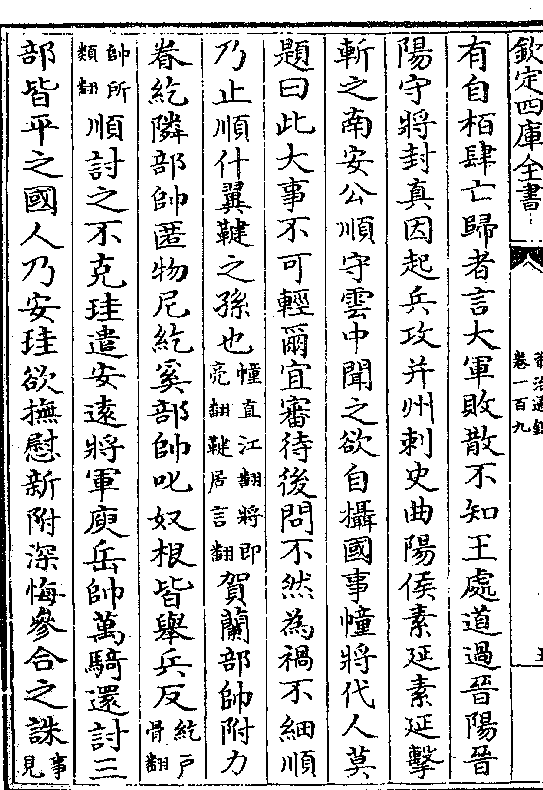 欽定四庫全書
資治通鑑
卷一百九
五
有自栢肆亡歸者言大軍敗散不知王處道過晉陽晉
陽守將封真因起兵攻并州刺史曲陽侯素延素延擊
斬之南安公順守雲中聞之欲自攝國事幢將代人莫
題曰此大事不可輕爾宜審待後問不然為禍不細順
乃止順什翼鞬之孫也幢直江翻將即亮翻鞬居言翻賀蘭部帥附力
眷紇隣部帥匿物尼紇奚部帥叱奴根皆舉兵反紇戸骨翻
帥所類翻順討之不克珪遣安遠將軍庾岳帥萬騎還討三
部皆平之國人乃安珪欲撫慰新附深悔參合之誅事見